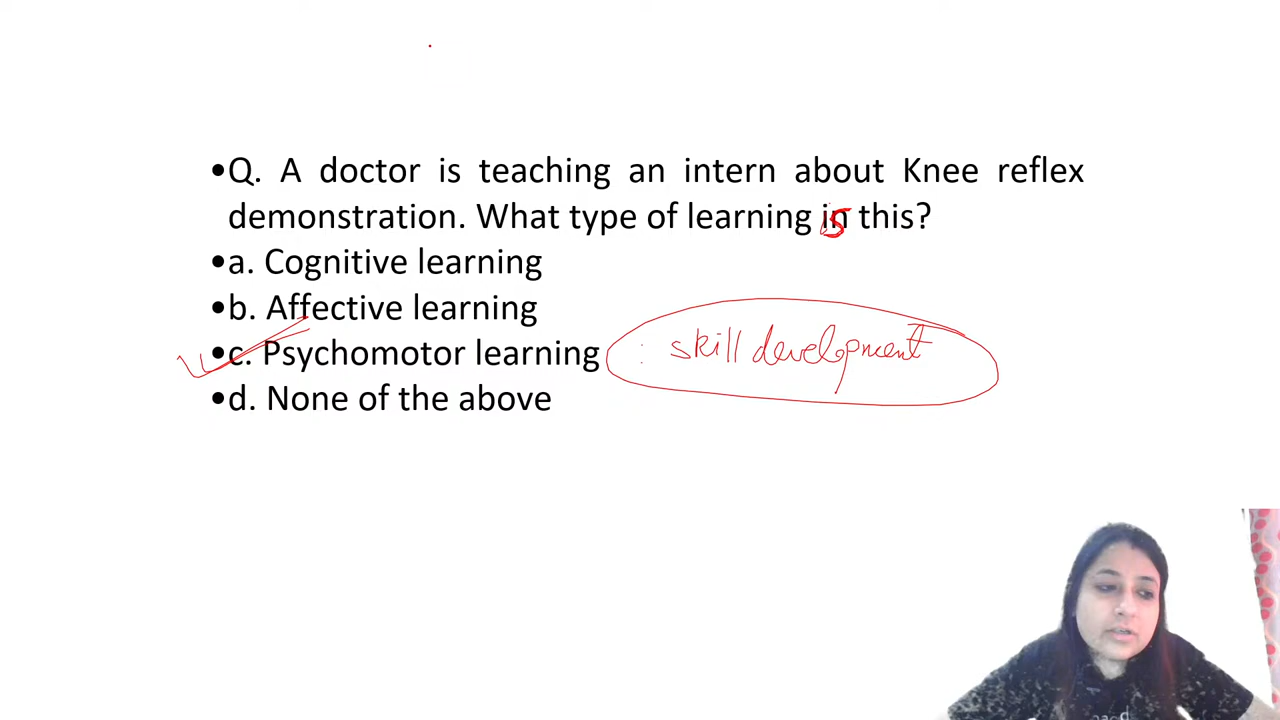 •Q. A doctor is teaching an intern about Knee reflex
demonstration. What type of learning is this?
•a. Cognitive learning
•b. Affective learning
•c. Psychomotor learning : skill development
•d. None of the above